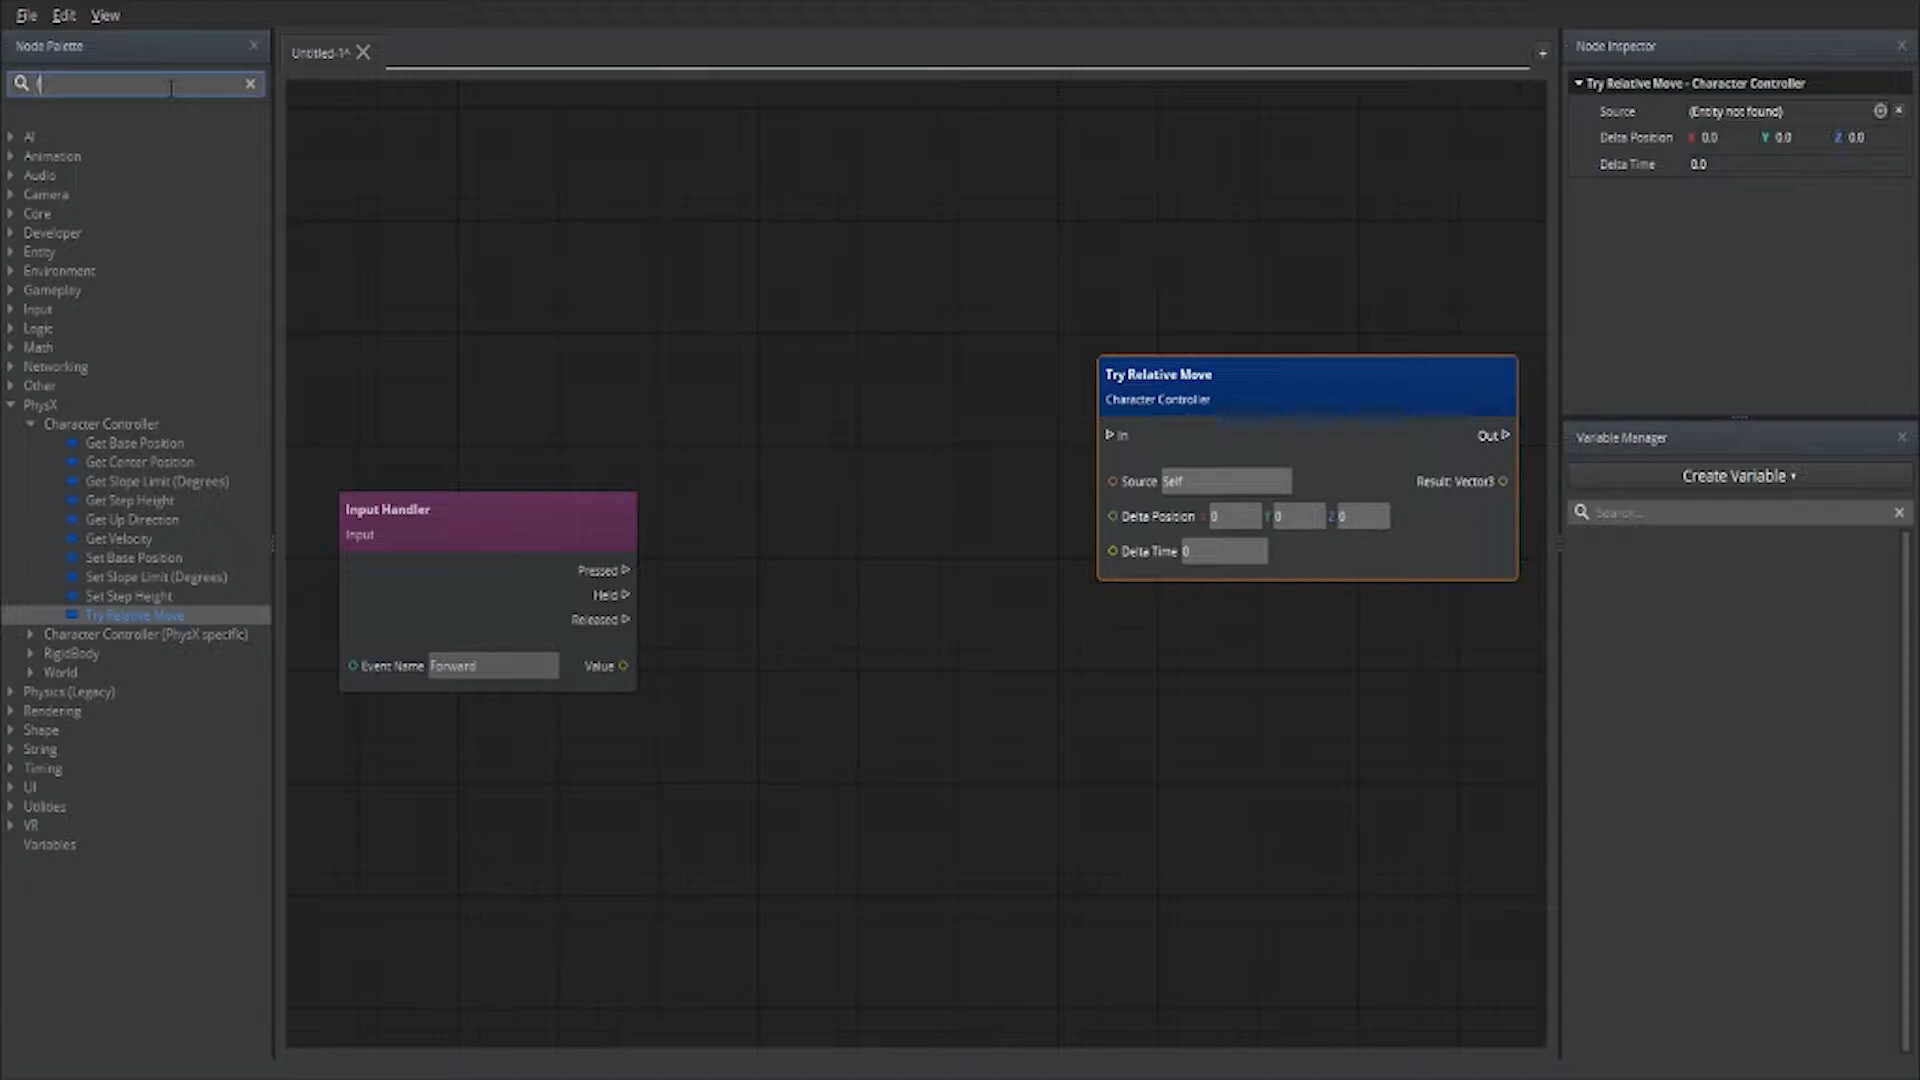 File Edit View
Node Palette
Untitled-1^
Node Inspector
Try Relative Move - Character Controller
Source (Entity not found)
Delta Position X 0.0 Y 0.0 Z 0.0
Delta Time 0.0
AI
Animation
Audio
Camera
Core
Developer
Entity
Environment
Gameplay
Input
Logic
Math
Networking
Other
PhysX
Character Controller
Get Base Position
Get Center Position
Get Slope Limit (Degrees)
Get Step Height
Get Up Direction
Get Velocity
Set Base Position
Set Slope Limit (Degrees)
Set Step Height
Try Relative Move
Character Controller (PhysX specific)
RigidBody
World
Physics (Legacy)
Rendering
Shape
String
Timing
UI
Utilities
VR
Variables
Input Handler
Input
Pressed
Held
Released
Event Name Forward Value
Try Relative Move
Character Controller
In Out
Source Self Result: Vector3
Delta Position X 0 Y 0 Z 0
Delta Time 0
Variable Manager
Create Variable
Search...